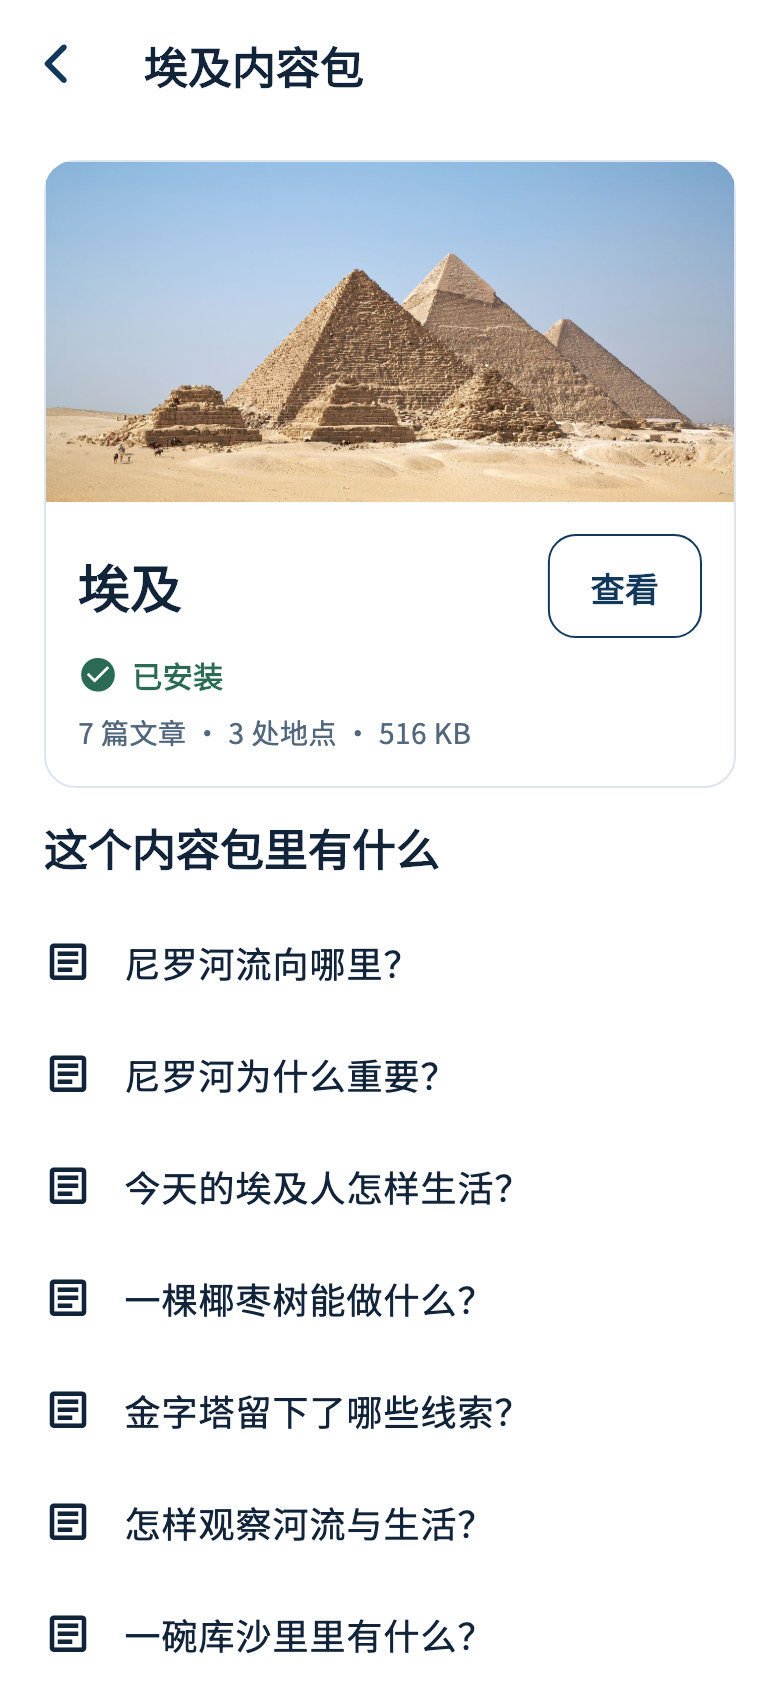 埃及内容包
埃及
查看
已安装
7 篇文章 • 3 处地点 • 516 KB
这个内容包里有什么
尼罗河流向哪里？
尼罗河为什么重要？
今天的埃及人怎样生活？
一棵椰枣树能做什么？
金字塔留下了哪些线索？
怎样观察河流与生活？
一碗库沙里里有什么？